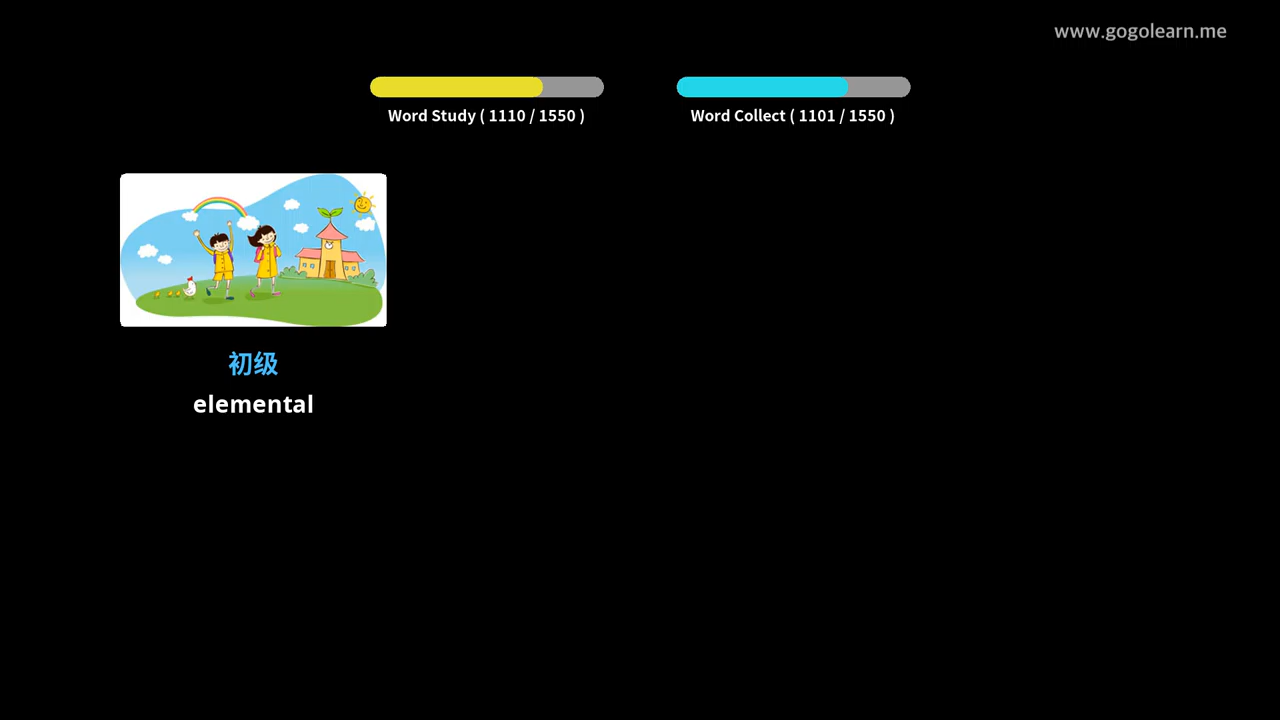 www.gogolearn.me
Word Study ( 1110 / 1550 )
Word Collect ( 1101 / 1550 )
初级
elemental